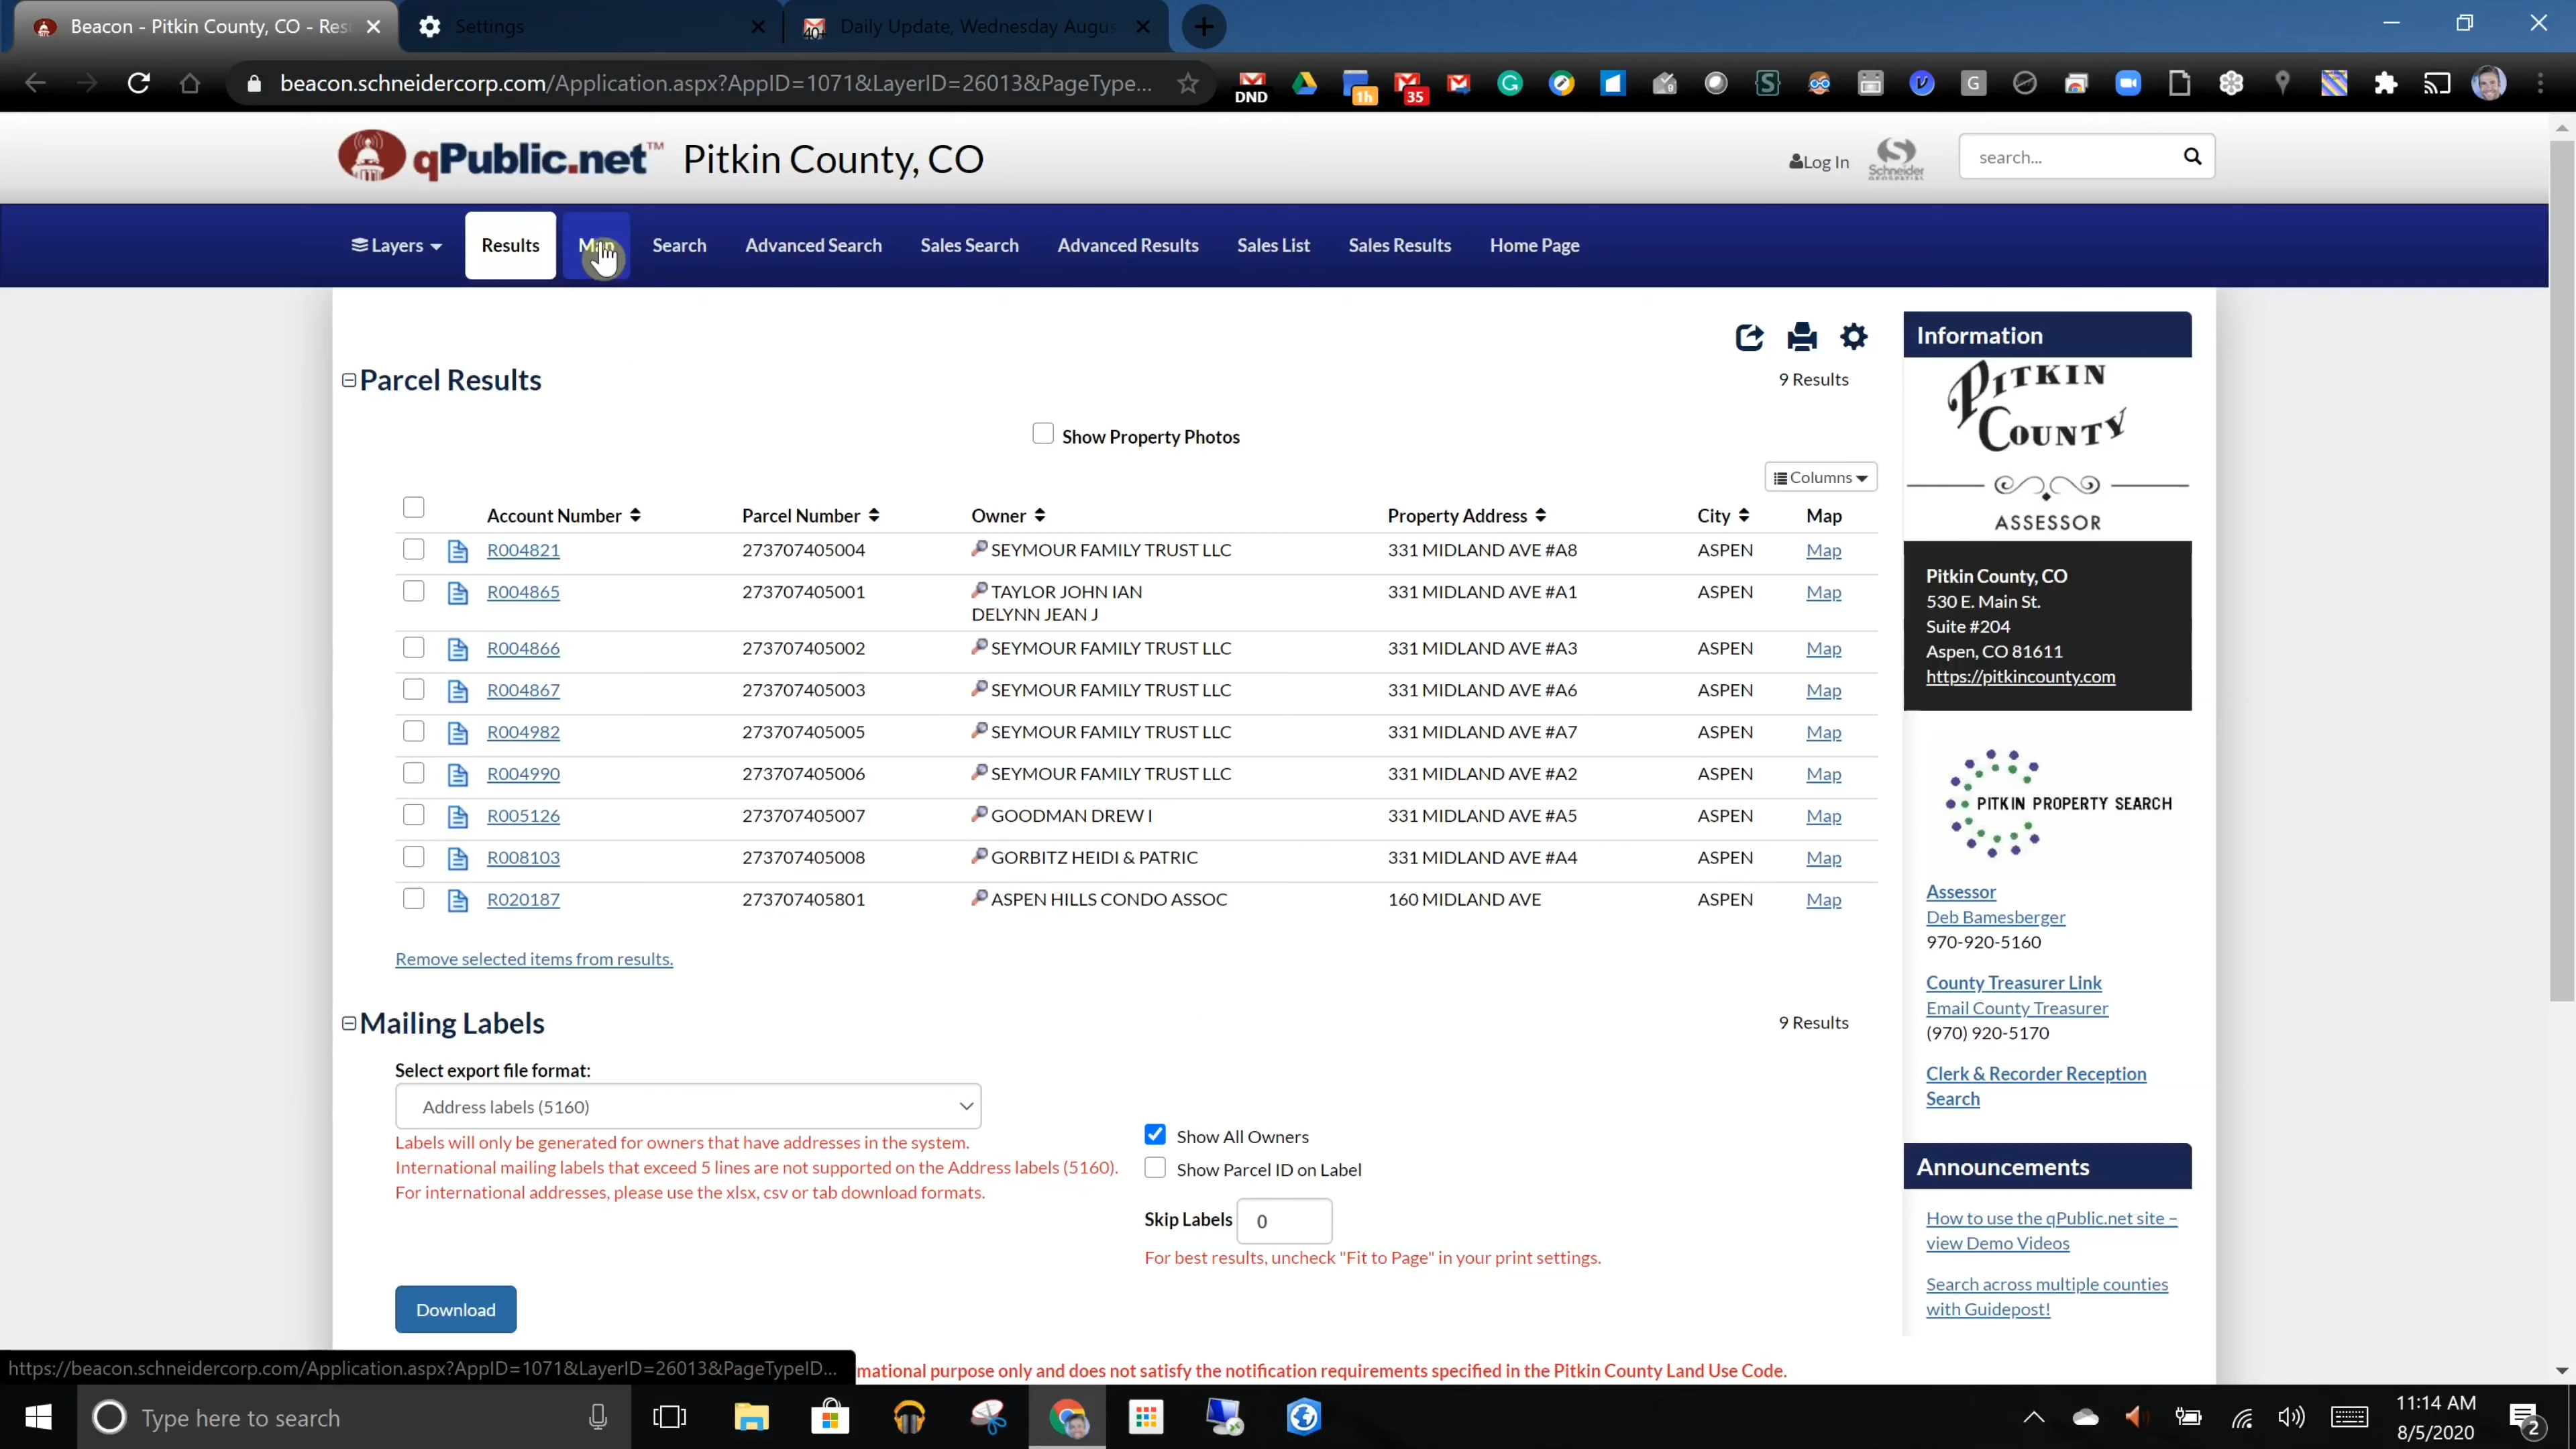 Beacon - Pitkin County, CO - Res
Settings
Daily Update, Wednesday Augus
beacon.schneidercorp.com/Application.aspx?AppID=1071&LayerID=26013&PageType...
DND
1h
35
qPublic.net™ Pitkin County, CO
Log In
Schneider
GEOSPATIAL
search...
Layers
Results
Search
Advanced Search
Sales Search
Advanced Results
Sales List
Sales Results
Home Page
Parcel Results
9 Results
Show Property Photos
Columns
Account Number Parcel Number Owner Property Address City Map
R004821 273707405004 SEYMOUR FAMILY TRUST LLC 331 MIDLAND AVE #A8 ASPEN Map
R004865 273707405001 TAYLOR JOHN IAN 331 MIDLAND AVE #A1 ASPEN Map
DELYNN JEAN J
R004866 273707405002 SEYMOUR FAMILY TRUST LLC 331 MIDLAND AVE #A3 ASPEN Map
R004867 273707405003 SEYMOUR FAMILY TRUST LLC 331 MIDLAND AVE #A6 ASPEN Map
R004982 273707405005 SEYMOUR FAMILY TRUST LLC 331 MIDLAND AVE #A7 ASPEN Map
R004990 273707405006 SEYMOUR FAMILY TRUST LLC 331 MIDLAND AVE #A2 ASPEN Map
R005126 273707405007 GOODMAN DREW I 331 MIDLAND AVE #A5 ASPEN Map
R008103 273707405008 GORBITZ HEIDI & PATRIC 331 MIDLAND AVE #A4 ASPEN Map
R020187 273707405801 ASPEN HILLS CONDO ASSOC 160 MIDLAND AVE ASPEN Map
Remove selected items from results.
Mailing Labels
9 Results
Select export file format:
Address labels (5160)
Labels will only be generated for owners that have addresses in the system.
International mailing labels that exceed 5 lines are not supported on the Address labels (5160).
For international addresses, please use the xlsx, csv or tab download formats.
Show All Owners
Show Parcel ID on Label
Skip Labels 0
For best results, uncheck "Fit to Page" in your print settings.
Download
mational purpose only and does not satisfy the notification requirements specified in the Pitkin County Land Use Code.
Information
PITKIN
COUNTY
ASSESSOR
Pitkin County, CO
530 E. Main St.
Suite #204
Aspen, CO 81611
https://pitkincounty.com
PITKIN PROPERTY SEARCH
Assessor
Deb Bamesberger
970-920-5160
County Treasurer Link
Email County Treasurer
(970) 920-5170
Clerk & Recorder Reception
Search
Announcements
How to use the qPublic.net site –
view Demo Videos
Search across multiple counties
with Guidepost!
https://beacon.schneidercorp.com/Application.aspx?AppID=1071&LayerID=26013&PageTypeID...
Type here to search
11:14 AM
8/5/2020
2